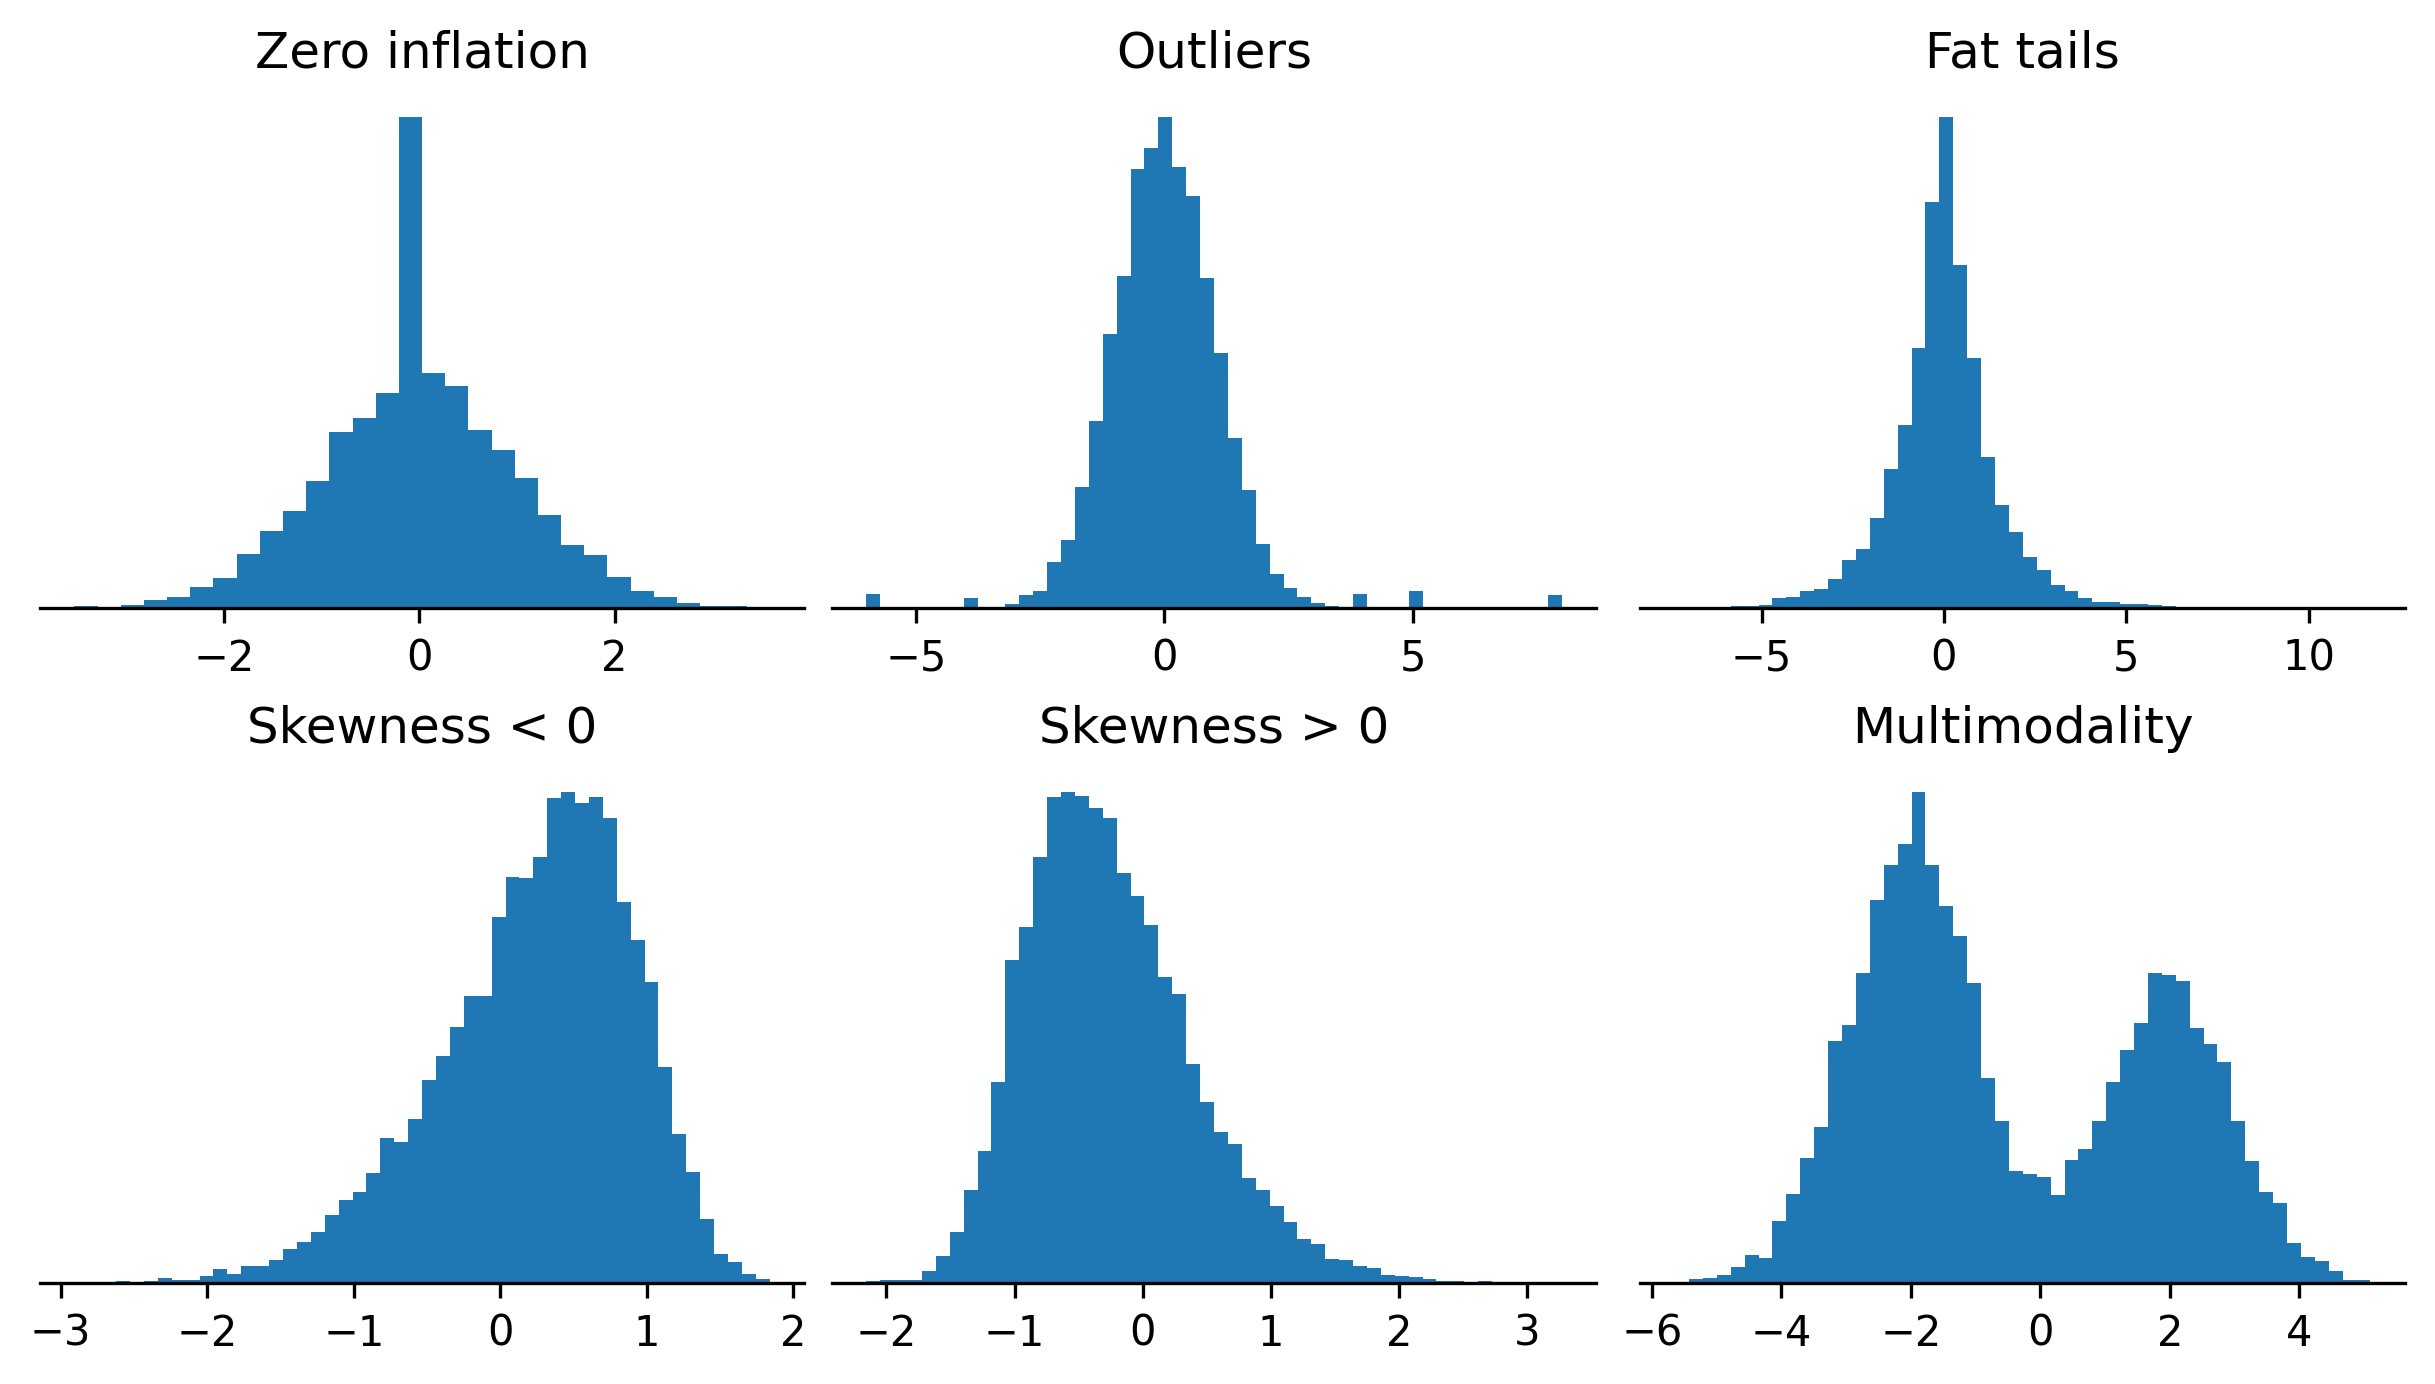 Zero inflation
Outliers
Fat tails
−2 0 2
−5 0 5
−5 0 5 10
Skewness < 0
Skewness > 0
Multimodality
−3 −2 −1 0 1 2
−2 −1 0 1 2 3
−6 −4 −2 0 2 4